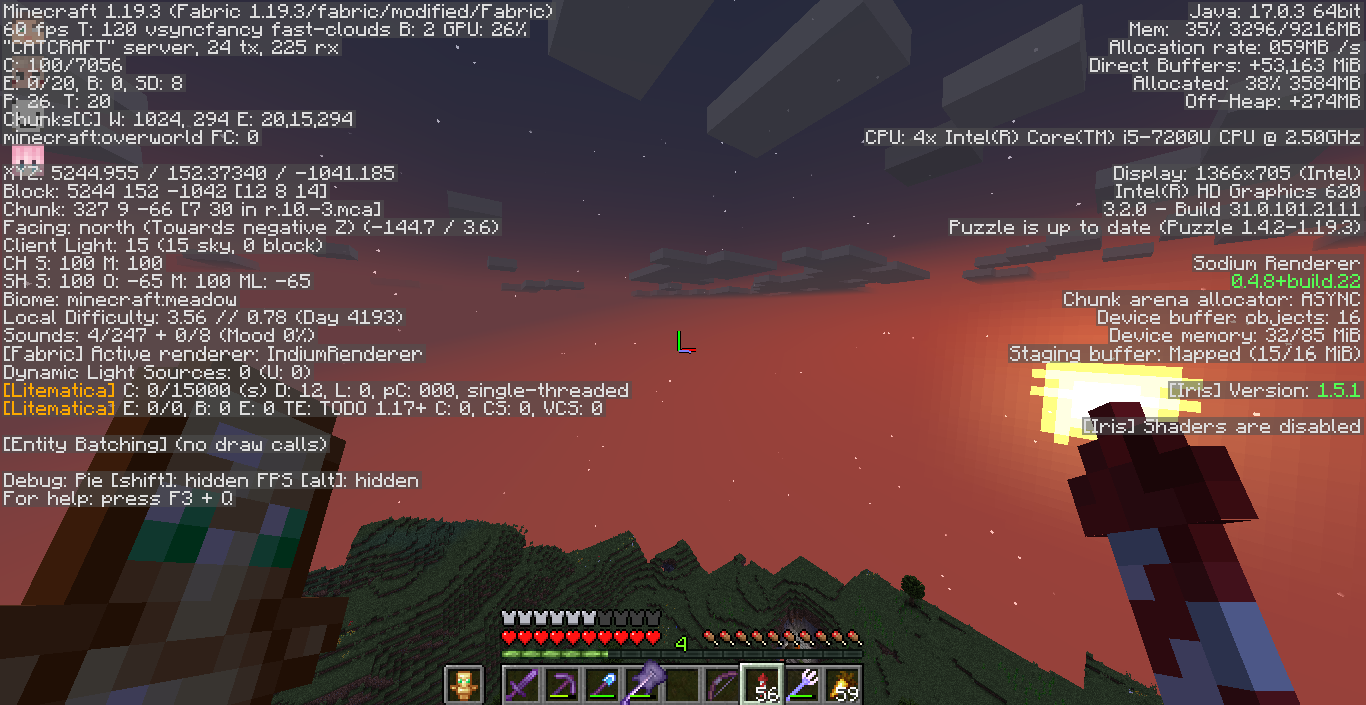 Minecraft 1.19.3 (Fabric 1.19.3/fabric/modified/Fabric)
60 fps T: 120 vsyncfancy fast-clouds B: 2 GPU: 26%
"CATCRAFT" server, 24 tx, 225 rx
C: 100/7056
E: 0/20, B: 0, SD: 8
P: 26. T: 20
Chunks[C] W: 1024, 294 E: 20,15,294
minecraft:overworld FC: 0
XYZ: 5244.955 / 152.37340 / -1041.185
Block: 5244 152 -1042 [12 8 14]
Chunk: 327 9 -66 [7 30 in r.10.-3.mca]
Facing: north (Towards negative Z) (-144.7 / 3.6)
Client Light: 15 (15 sky, 0 block)
CH S: 100 M: 100
SH S: 100 O: -65 M: 100 ML: -65
Biome: minecraft:meadow
Local Difficulty: 3.56 // 0.78 (Day 4193)
Sounds: 4/247 + 0/8 (Mood 0%)
[Fabric] Active renderer: IndiumRenderer
Dynamic Light Sources: 0 (U: 0)
[Litematica] C: 0/15000 (s) D: 12, L: 0, pC: 000, single-threaded
[Litematica] E: 0/0, B: 0 E: 0 TE: TODO 1.17+ C: 0, CS: 0, VCS: 0
[Entity Batching] (no draw calls)
Debug: Pie [shift]: hidden FPS [alt]: hidden
For help: press F3 + Q
Java: 17.0.3 64bit
Mem: 35% 3296/9216MB
Allocation rate: 059MB /s
Direct Buffers: +53,163 MiB
Allocated: 38% 3584MB
Off-Heap: +274MB
CPU: 4x Intel(R) Core(TM) i5-7200U CPU @ 2.50GHz
Display: 1366x705 (Intel)
Intel(R) HD Graphics 620
3.2.0 - Build 31.0.101.2111
Puzzle is up to date (Puzzle 1.4.2-1.19.3)
Sodium Renderer
0.4.8+build.22
Chunk arena allocator: ASYNC
Device buffer objects: 16
Device memory: 32/85 MiB
Staging buffer: Mapped (15/16 MiB)
[Iris] Version: 1.5.1
[Iris] Shaders are disabled
4
56
59